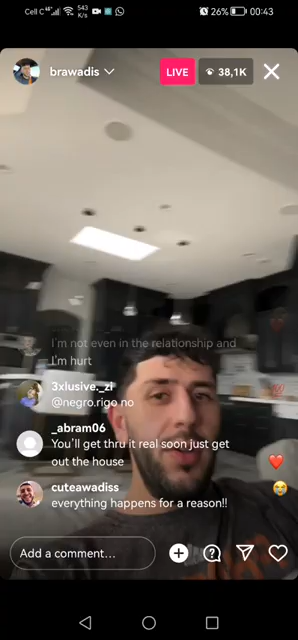 Cell C 543 K/s 26% 00:43
brawadis LIVE 38,1K
I'm not even in the relationship and
I'm hurt
3xlusive._zi
@negro.rigo no
_abram06
You'll get thru it real soon just get
out the house
cuteawadiss
everything happens for a reason!!
Add a comment...